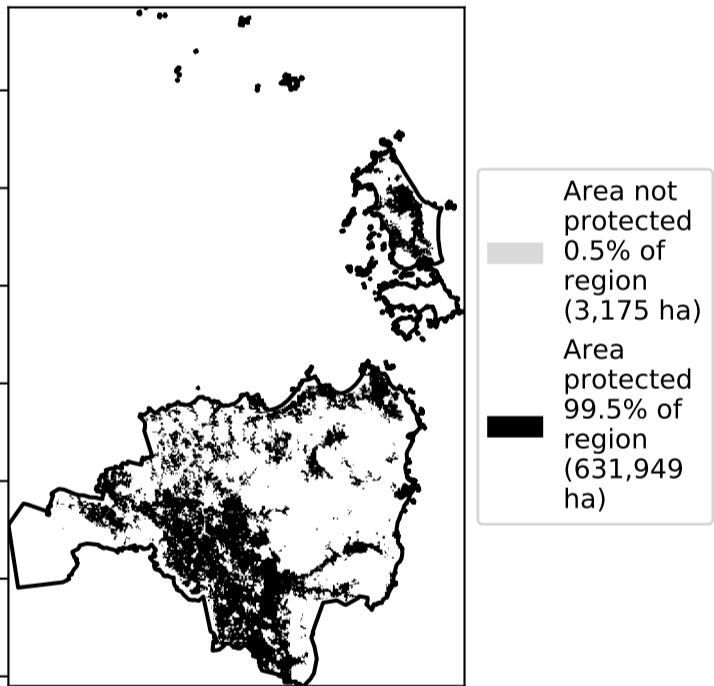 Area not
protected
0.5% of
region
(3,175 ha)
Area
protected
99.5% of
region
(631,949
ha)